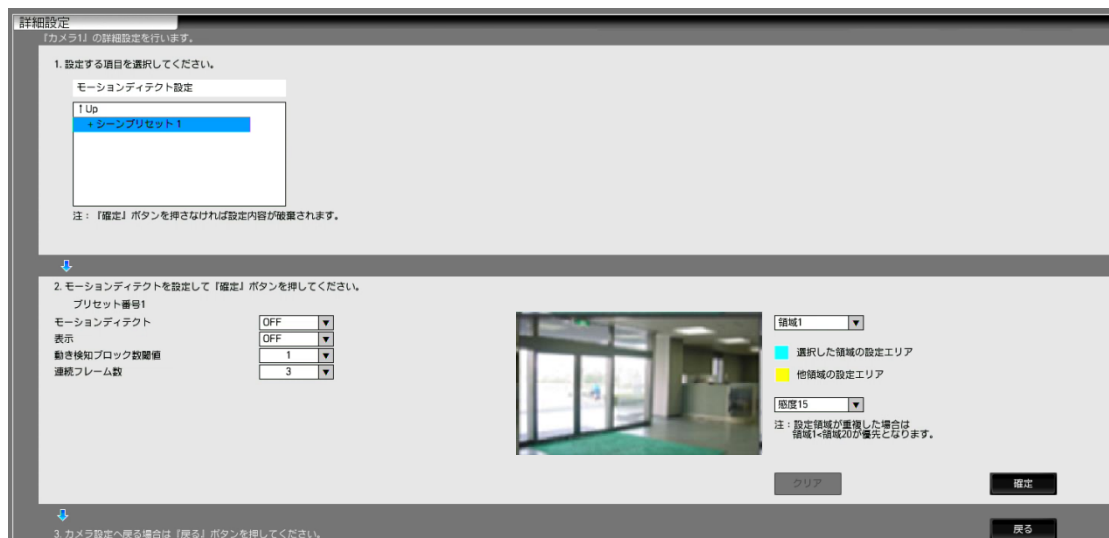 詳細設定
『カメラ1』の詳細設定を行います。
1. 設定する項目を選択してください。
モーションディテクト設定
↑Up
+シーンプリセット1
注：『確定』ボタンを押さなければ設定内容が破棄されます。
2. モーションディテクトを設定して『確定』ボタンを押してください。
プリセット番号1
モーションディテクト OFF
表示 OFF
動き検知ブロック数閾値 1
連続フレーム数 3
領域1
選択した領域の設定エリア
他領域の設定エリア
感度15
注：設定領域が重複した場合は
領域1<領域20が優先となります。
クリア 確定
3. カメラ設定へ戻る場合は『戻る』ボタンを押してください。
戻る